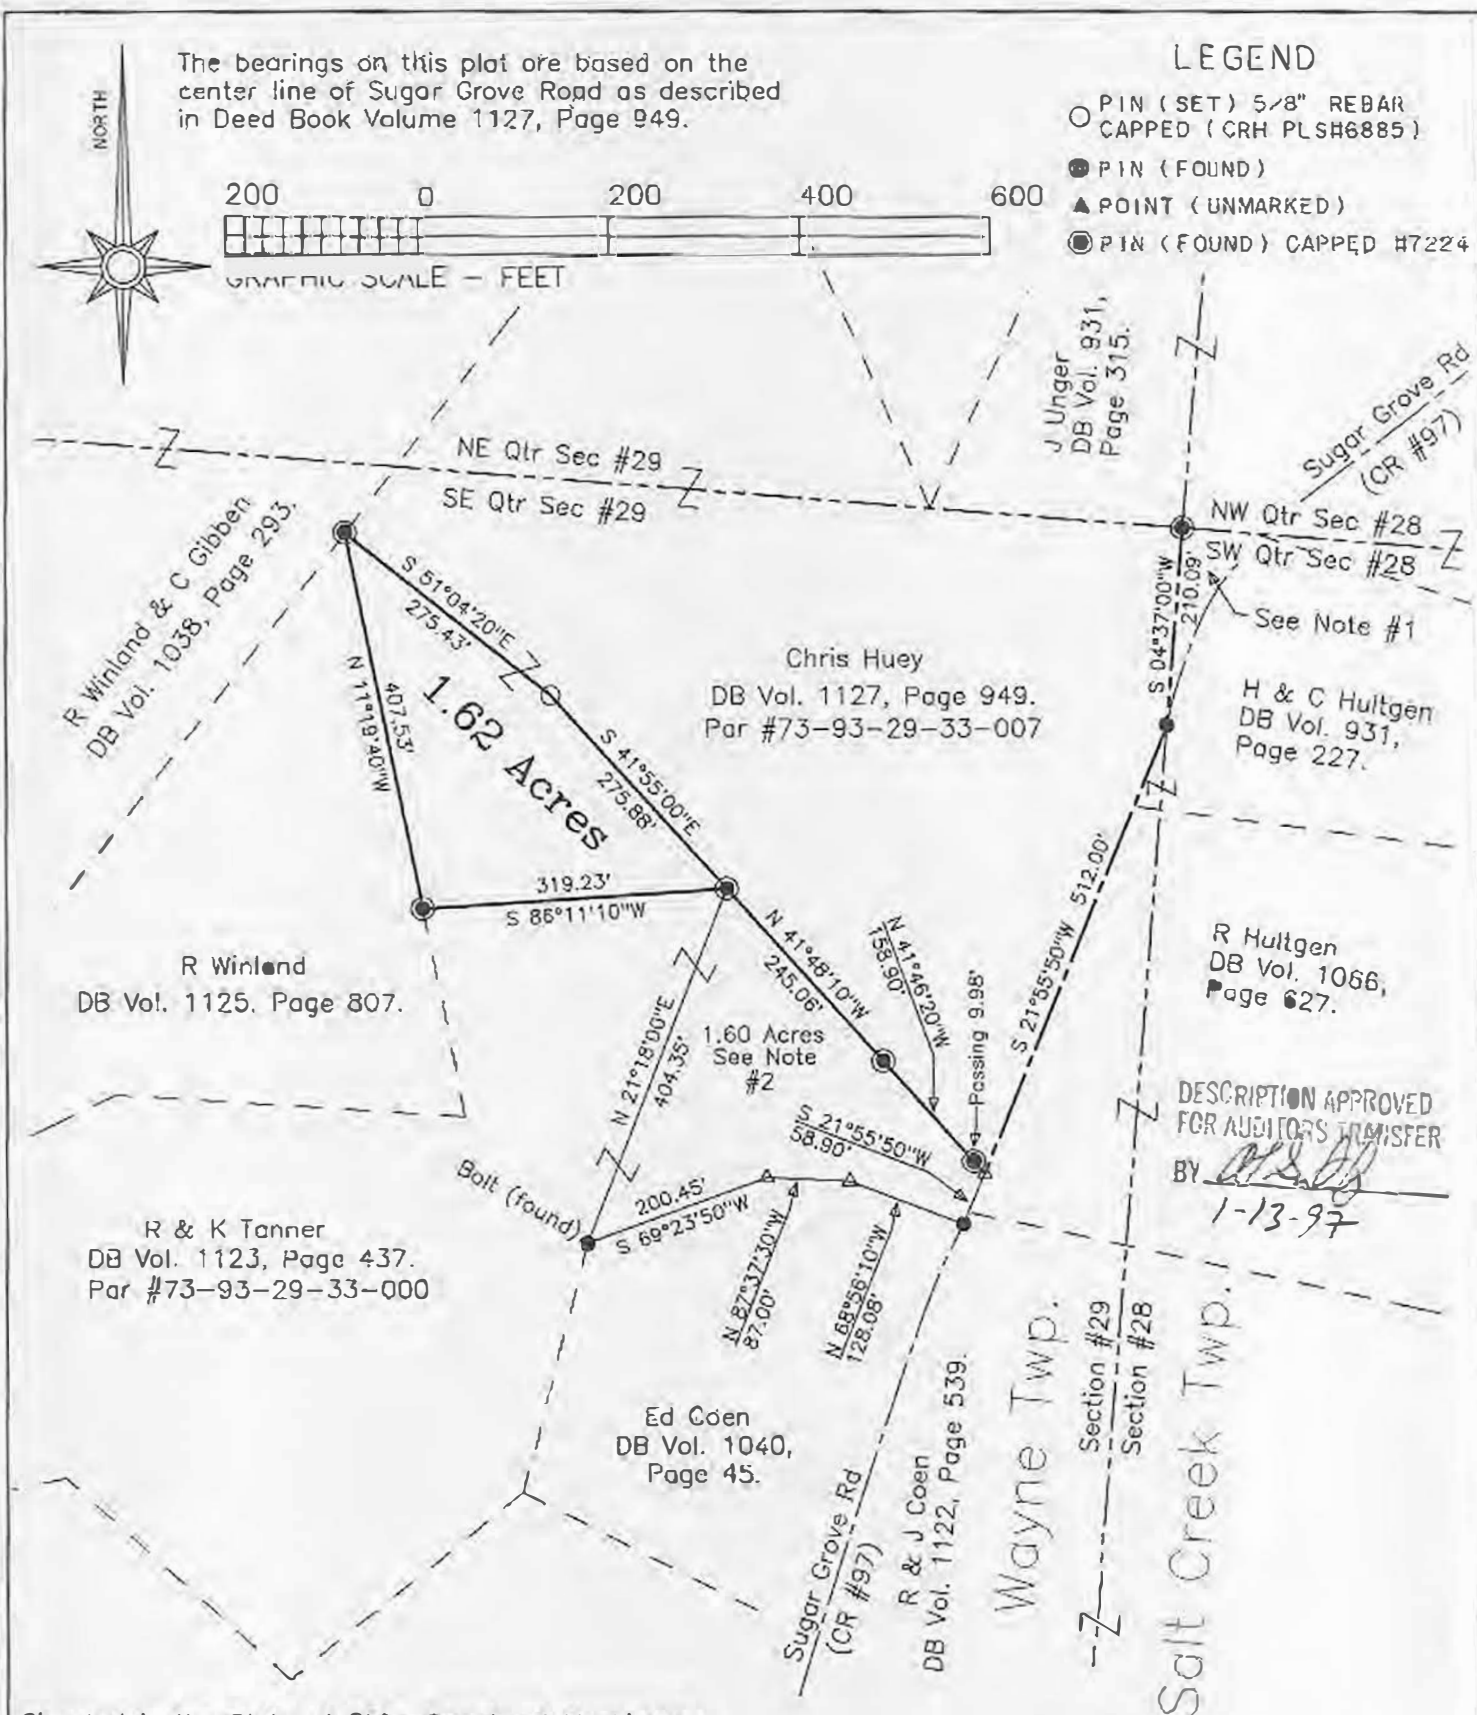 The bearings on this plat are based on the
center line of Sugar Grove Road as described
in Deed Book Volume 1127, Page 949.
NORTH
LEGEND
PIN (SET) 5/8" REBAR
CAPPED (CRH PLS#6885)
PIN (FOUND)
POINT (UNMARKED)
PIN (FOUND) CAPPED #7224
200 0 200 400 600
GRAPHIC SCALE - FEET
J Unger
DB Vol. 931,
Page 315.
Sugar Grove Rd
(CR #97)
NE Qtr Sec #29
SE Qtr Sec #29
NW Qtr Sec #28
SW Qtr Sec #28
See Note #1
R Winland & C Gibben
DB Vol. 1038, Page 293.
S 51°04'20"E
275.43'
N 11°19'40"W
407.53'
1.62 Acres
S 41°55'00"E
275.88'
Chris Huey
DB Vol. 1127, Page 949.
Par #73-93-29-33-007
S 04°37'00"W
210.09'
H & C Hultgen
DB Vol. 931,
Page 227.
319.23'
S 86°11'10"W
S 21°55'50"W 512.00'
R Winland
DB Vol. 1125. Page 807.
N 41°48'10"W
245.06'
N 41°46'20"W
158.90'
Passing 9.98'
R Hultgen
DB Vol. 1066,
Page 627.
N 21°18'00"E
404.35'
1.60 Acres
See Note
#2
S 21°55'50"W
58.90'
DESCRIPTION APPROVED
FOR AUDITORS TRANSFER
BY
1-13-97
Bolt (found)
200.45'
S 69°23'50"W
N 87°37'30"W
87.00'
N 68°56'10"W
128.08'
R & K Tanner
DB Vol. 1123, Page 437.
Par #73-93-29-33-000
Ed Coen
DB Vol. 1040,
Page 45.
Sugar Grove Rd
(CR #97)
R & J Coen
DB Vol. 1122, Page 539.
Wayne Twp.
Section #29
Section #28
Salt Creek Twp.